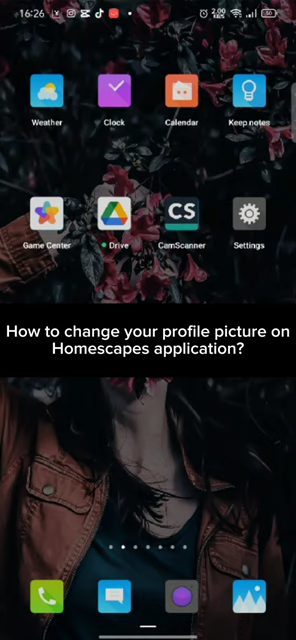 16:26
2.00
Weather
Clock
Calendar
Keep notes
Game Center
Drive
CamScanner
Settings
CS
How to change your profile picture on
Homescapes application?